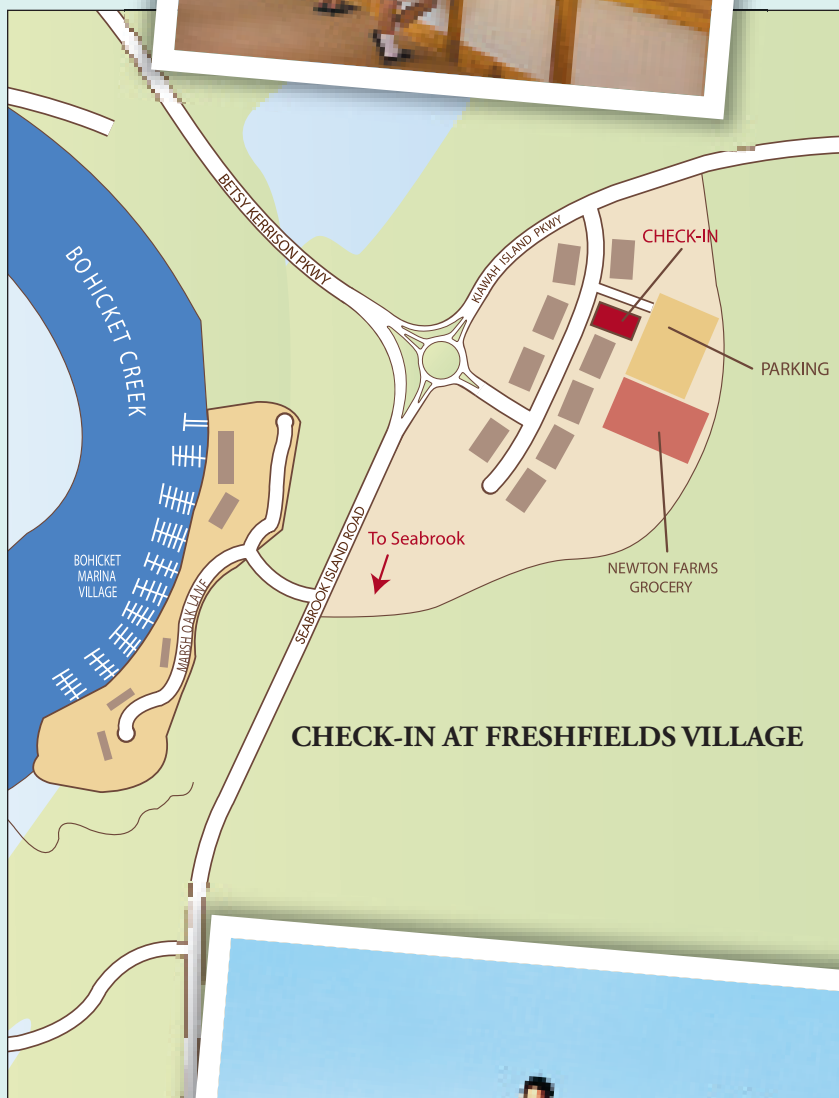 BETSY KERRISON PKWY
KIAWAH ISLAND PKWY
CHECK-IN
BOHICKET CREEK
PARKING
To Seabrook
SEABROOK ISLAND ROAD
BOHICKET
MARINA
VILLAGE
MARSH OAK LANE
NEWTON FARMS
GROCERY
CHECK-IN AT FRESHFIELDS VILLAGE